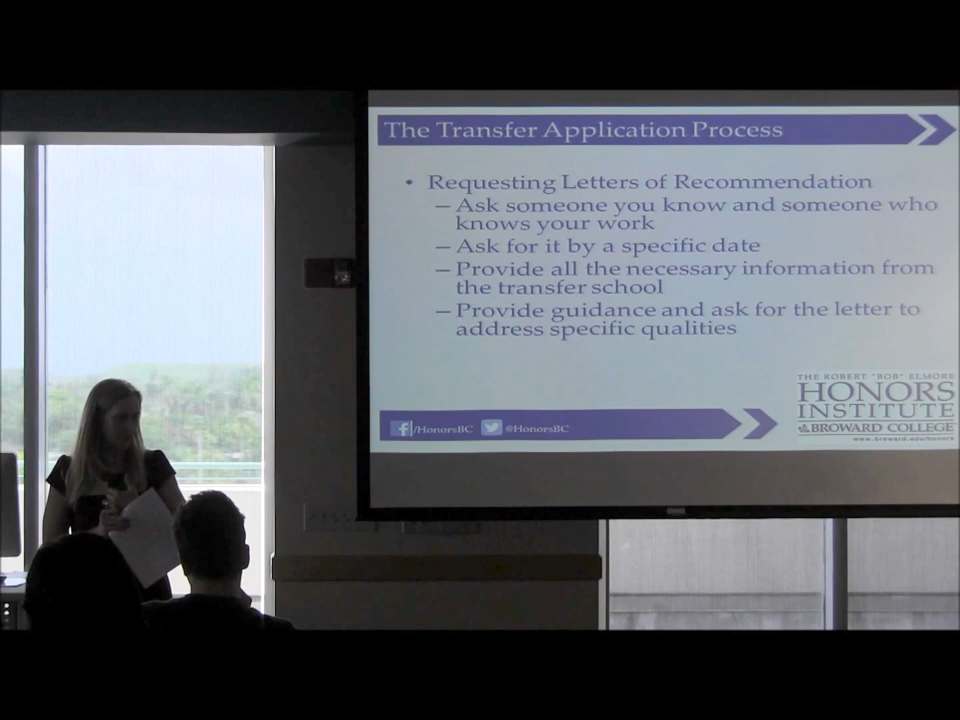 The Transfer Application Process
• Requesting Letters of Recommendation
– Ask someone you know and someone who
knows your work
– Ask for it by a specific date
– Provide all the necessary information from
the transfer school
– Provide guidance and ask for the letter to
address specific qualities
THE ROBERT "BOB" ELMORE
HONORS
INSTITUTE
BROWARD COLLEGE
www.broward.edu/honors
/HonorsBC @HonorsBC